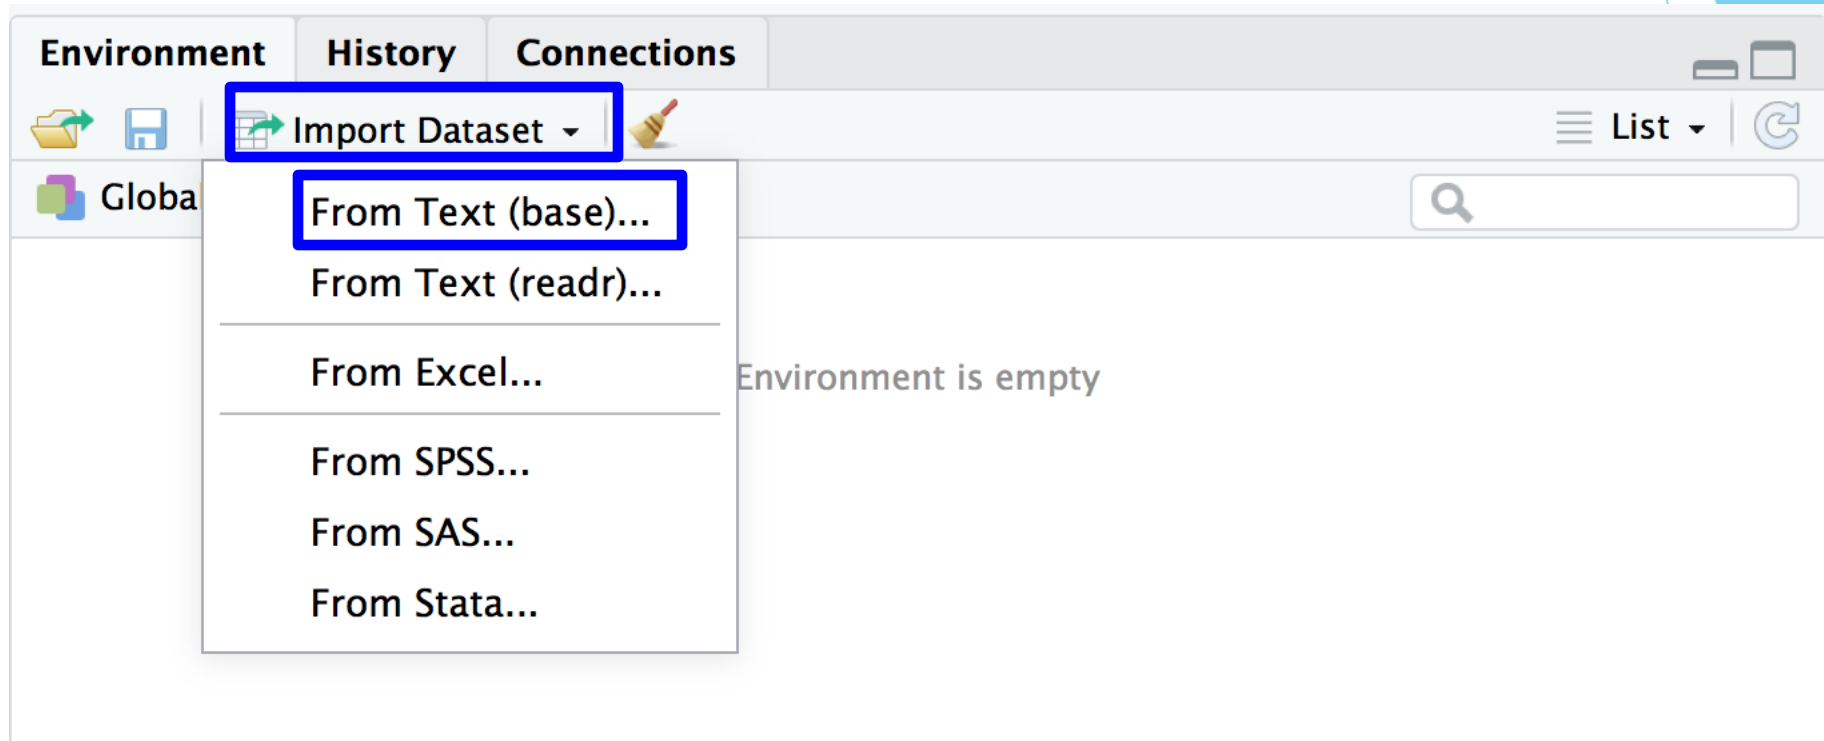 Environment History Connections
Import Dataset
List
Global
From Text (base)...
From Text (readr)...
From Excel...
Environment is empty
From SPSS...
From SAS...
From Stata...